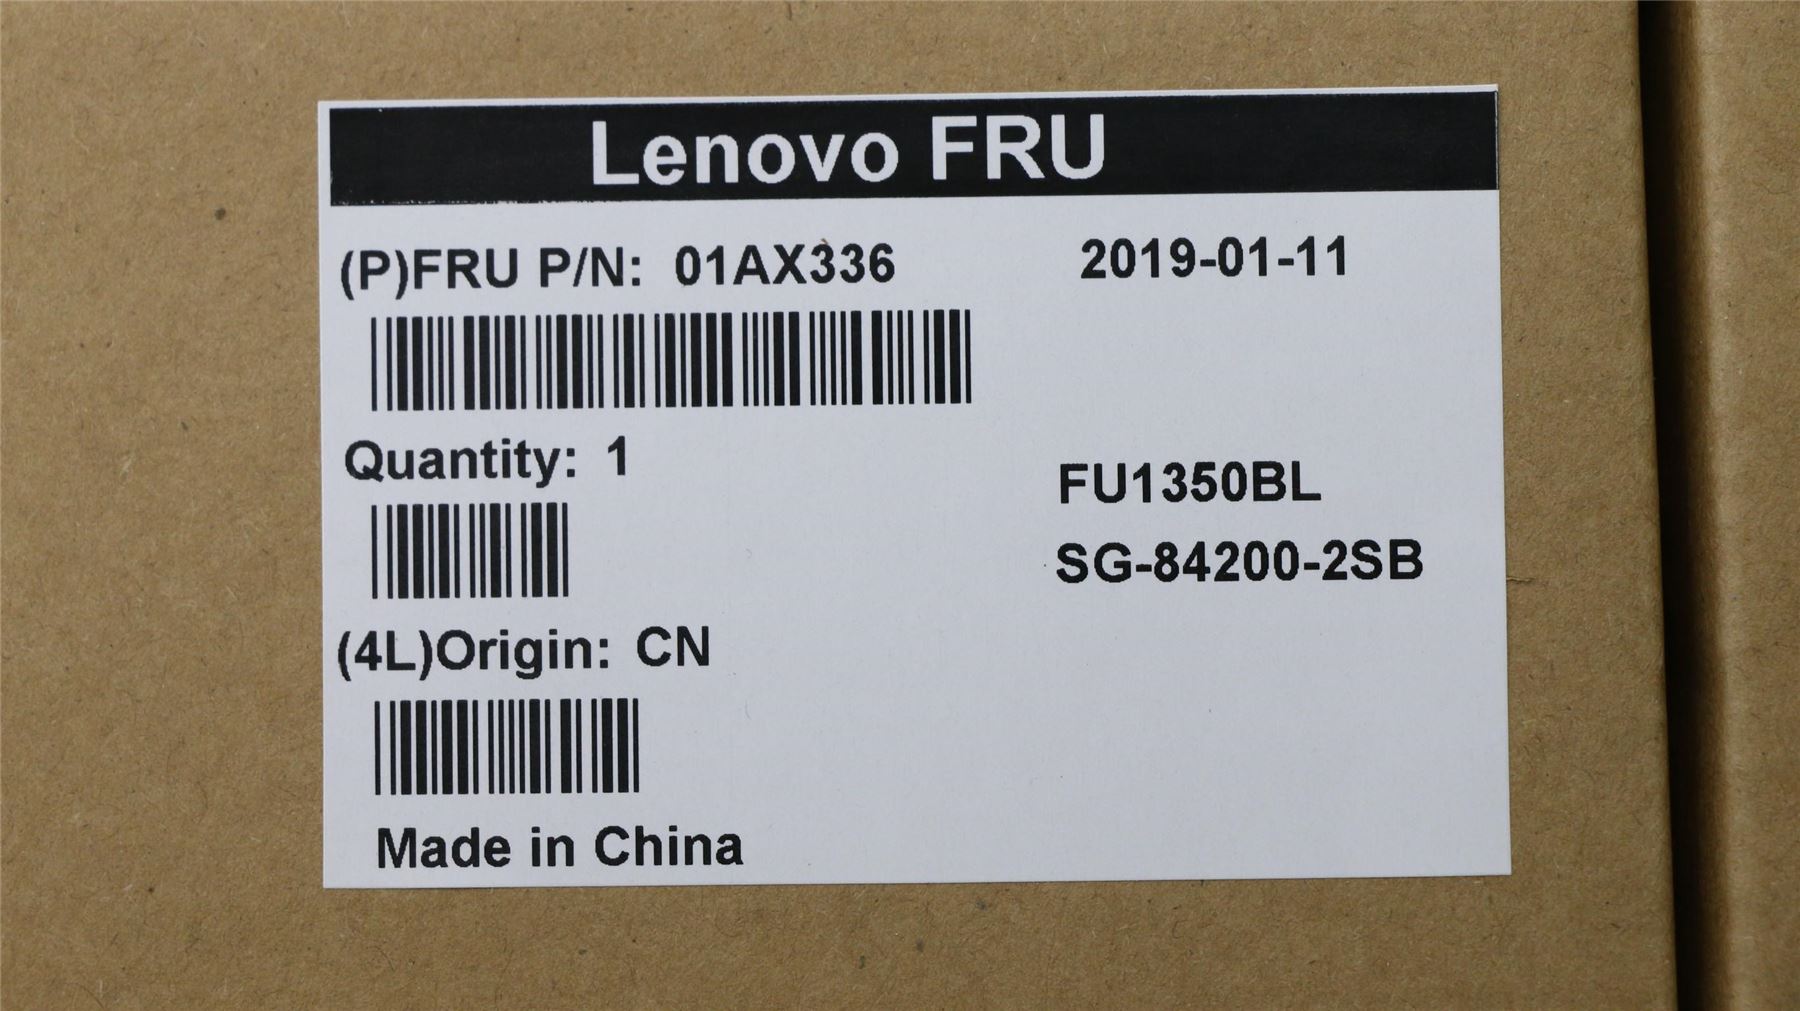 Lenovo FRU
(P)FRU P/N: 01AX336 2019-01-11
Quantity: 1
FU1350BL
SG-84200-2SB
(4L)Origin: CN
Made in China